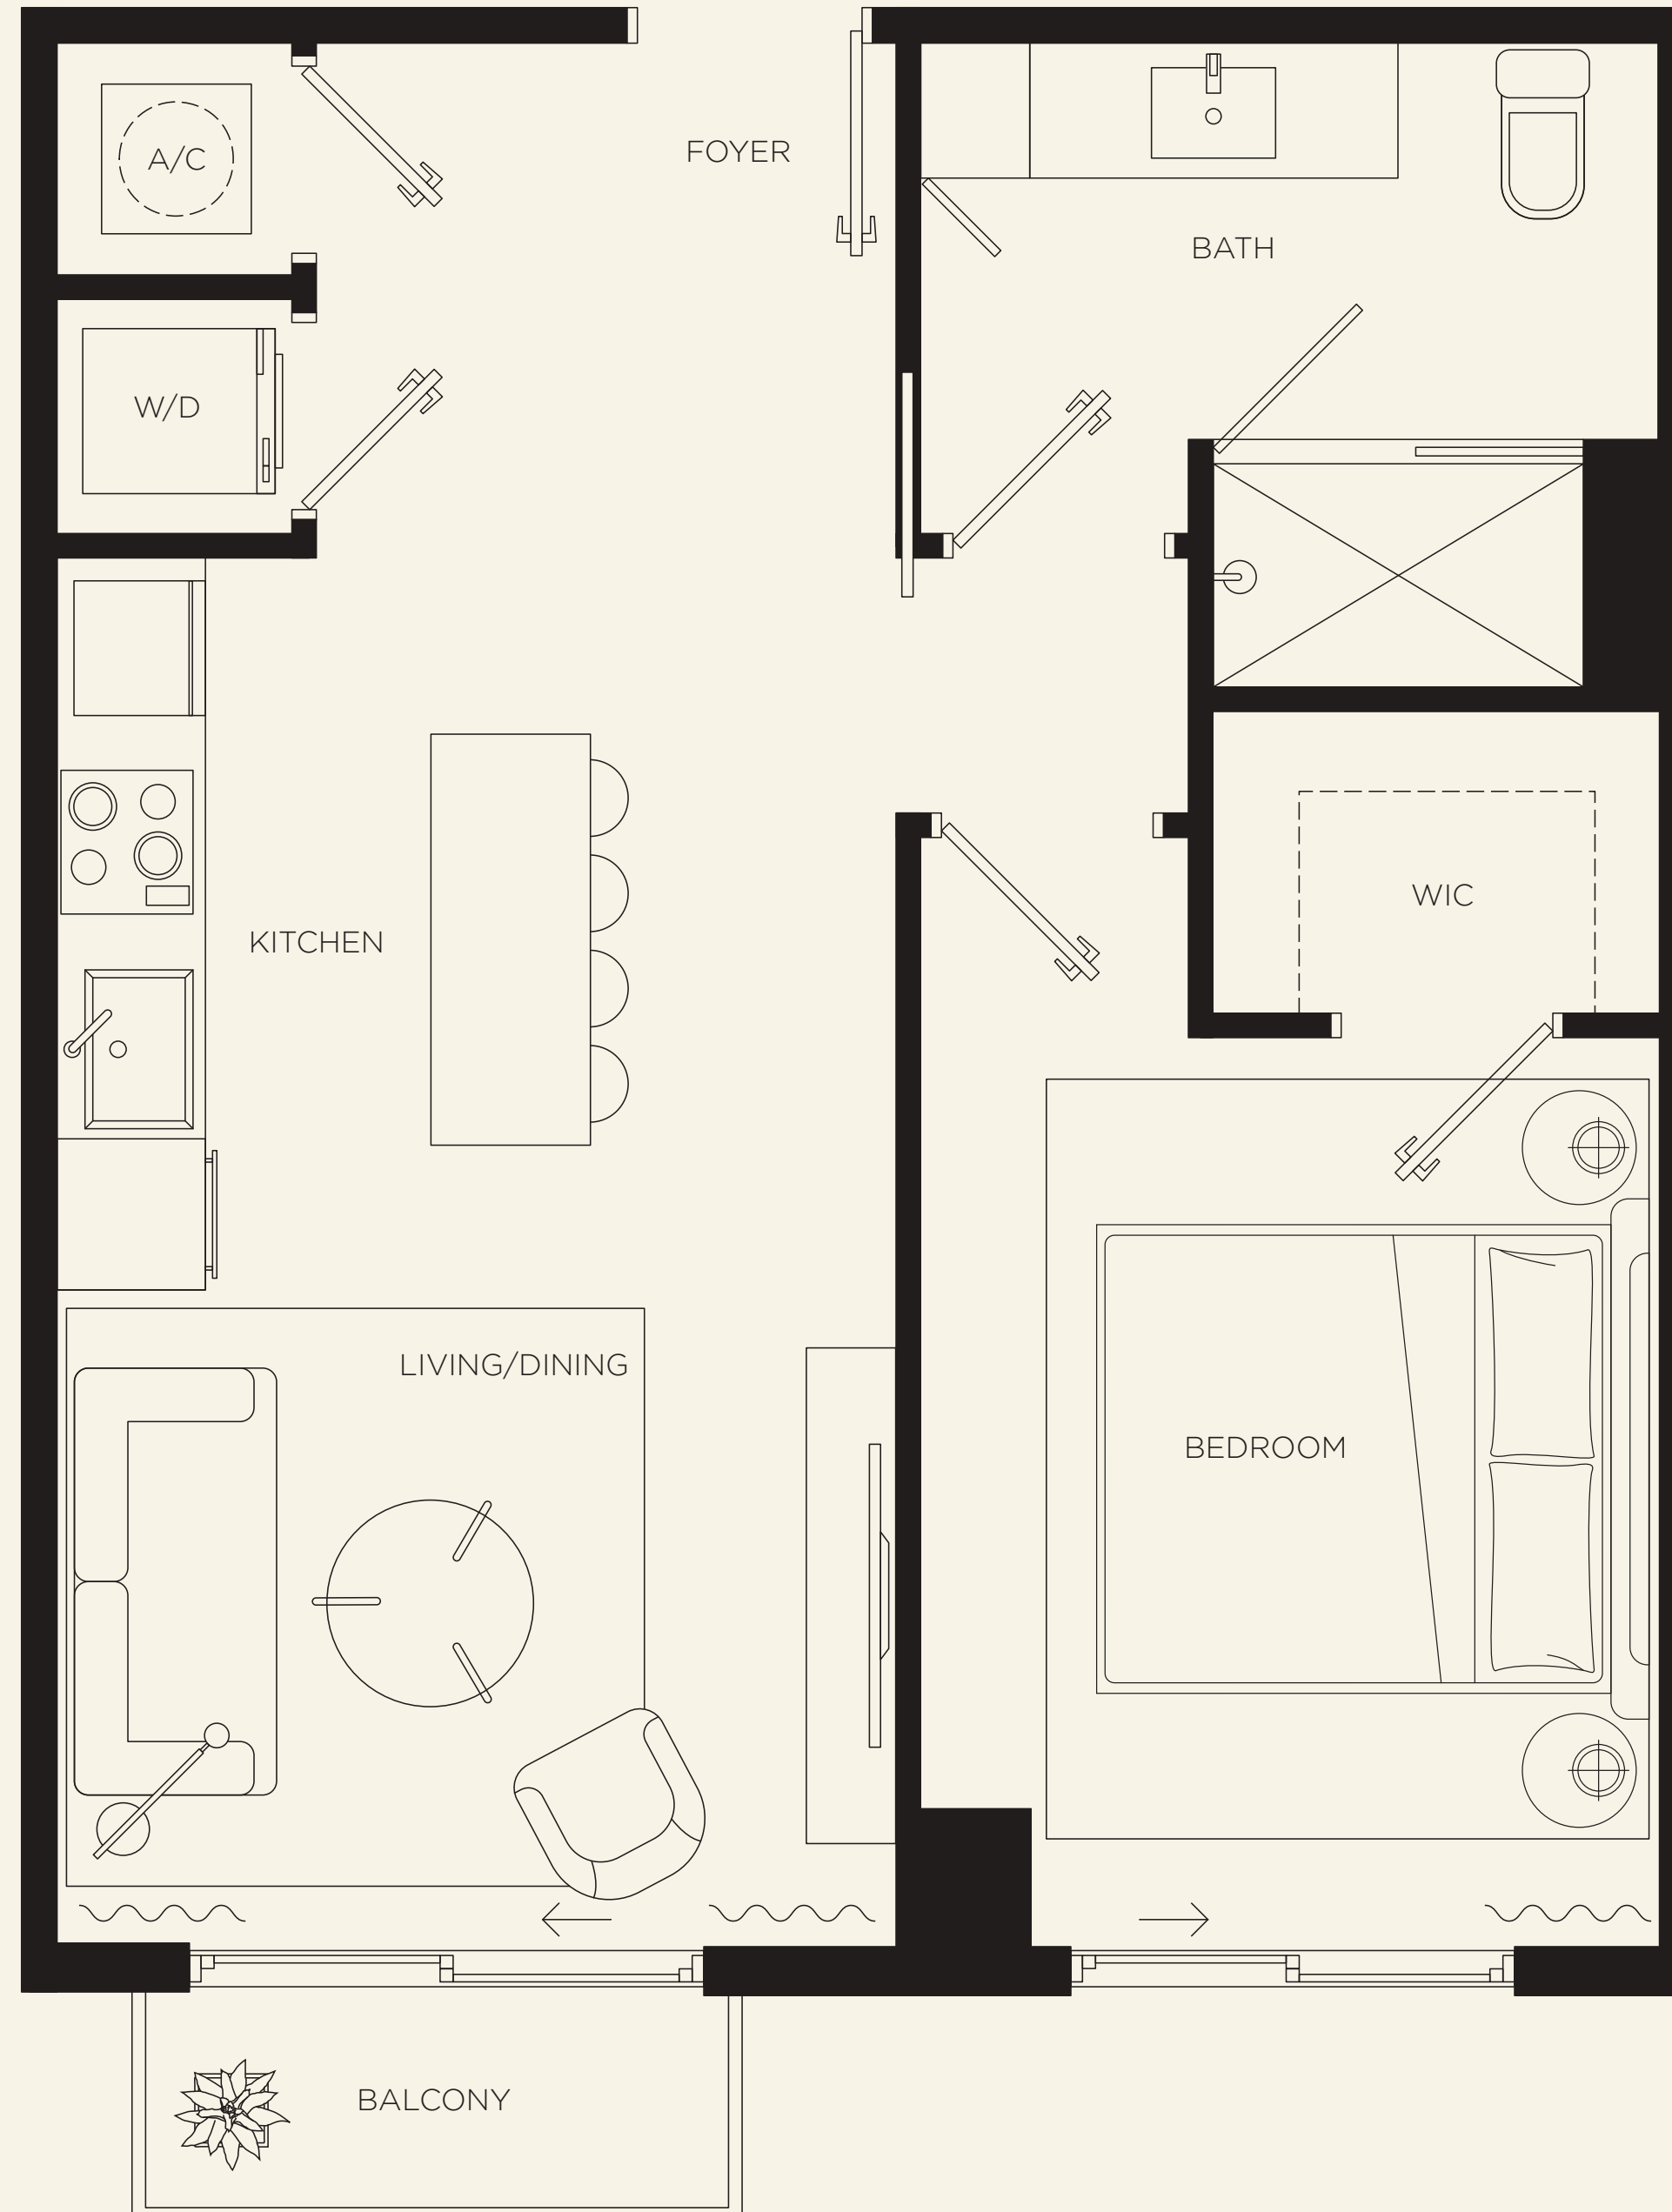 A/C
FOYER
BATH
W/D
WIC
KITCHEN
LIVING/DINING
BEDROOM
BALCONY